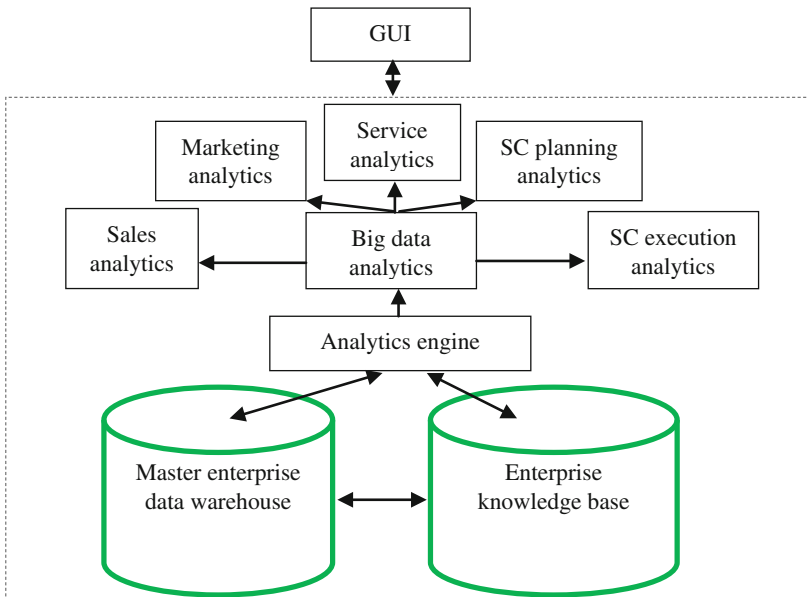 GUI
Service
analytics
Marketing
analytics
SC planning
analytics
Sales
analytics
Big data
analytics
SC execution
analytics
Analytics engine
Master enterprise
data warehouse
Enterprise
knowledge base